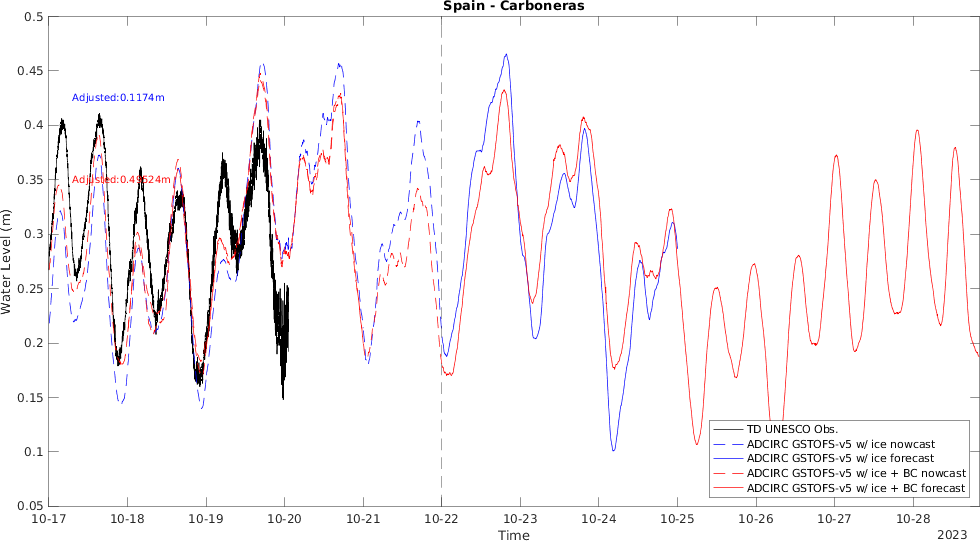 Spain - Carboneras
0.5
0.45
0.4
0.35
0.3
0.25
0.2
0.15
0.1
0.05
Water Level (m)
Adjusted:0.1174m
TD UNESCO Obs.
ADCIRC GSTOFS-v5 w/ ice nowcast
ADCIRC GSTOFS-v5 w/ ice forecast
ADCIRC GSTOFS-v5 w/ ice + BC nowcast
ADCIRC GSTOFS-v5 w/ ice + BC forecast
10-17 10-18 10-19 10-20 10-21 10-22 10-23 10-24 10-25 10-26 10-27 10-28
Time
2023